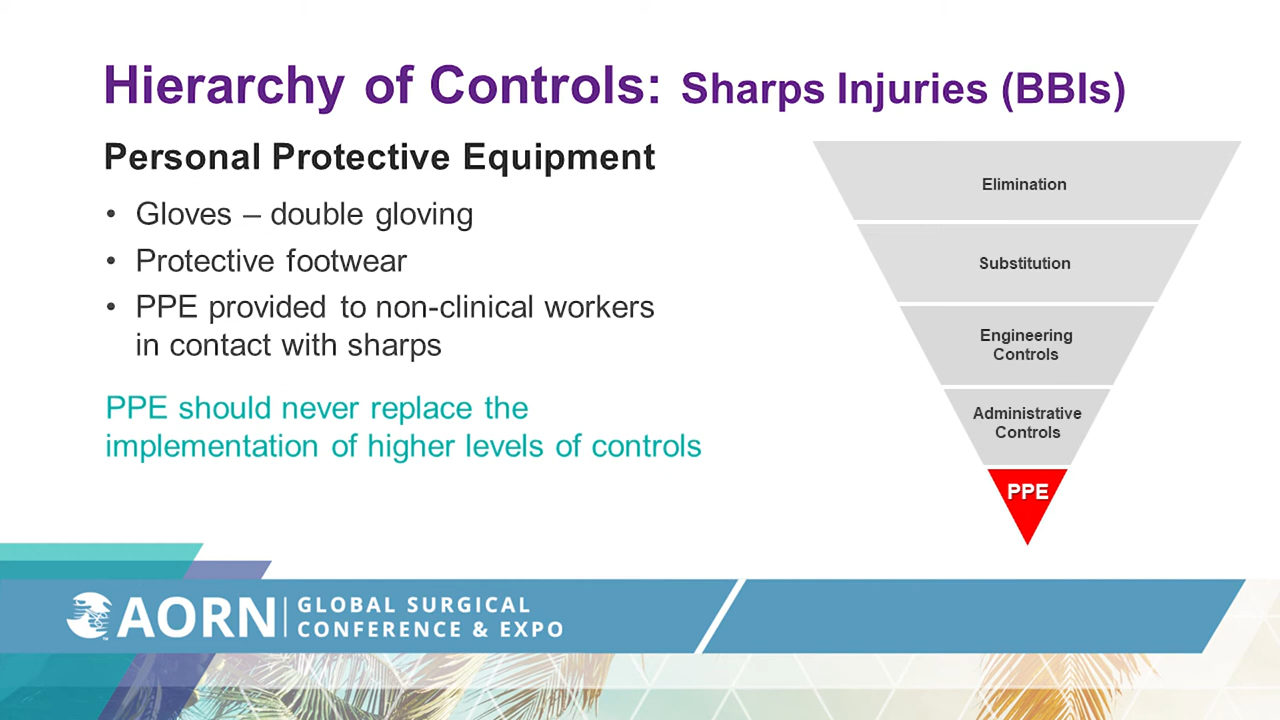 Hierarchy of Controls: Sharps Injuries (BBIs)
Personal Protective Equipment
• Gloves – double gloving
• Protective footwear
• PPE provided to non-clinical workers
in contact with sharps
PPE should never replace the
implementation of higher levels of controls
Elimination
Substitution
Engineering
Controls
Administrative
Controls
PPE
AORN
GLOBAL SURGICAL
CONFERENCE & EXPO